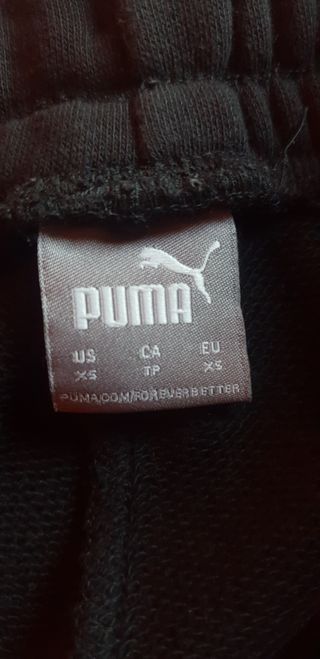 PUMA
US CA EU
XS TP XS
PUMA.COM/FOREVERBETTER